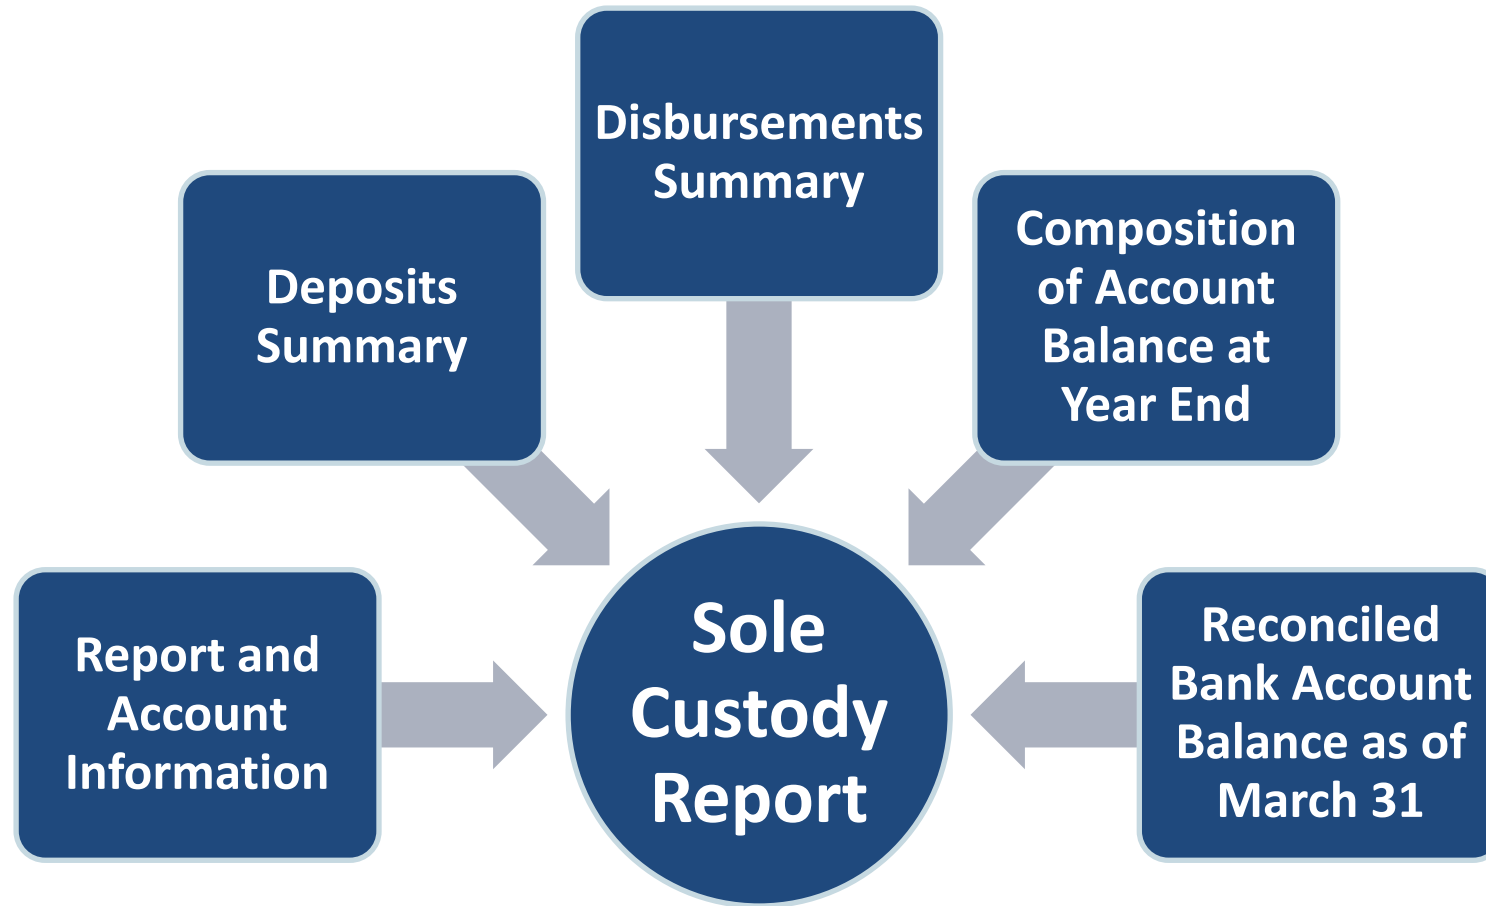 Disbursements
Summary
Deposits
Summary
Composition
of Account
Balance at
Year End
Report and
Account
Information
Sole
Custody
Report
Reconciled
Bank Account
Balance as of
March 31